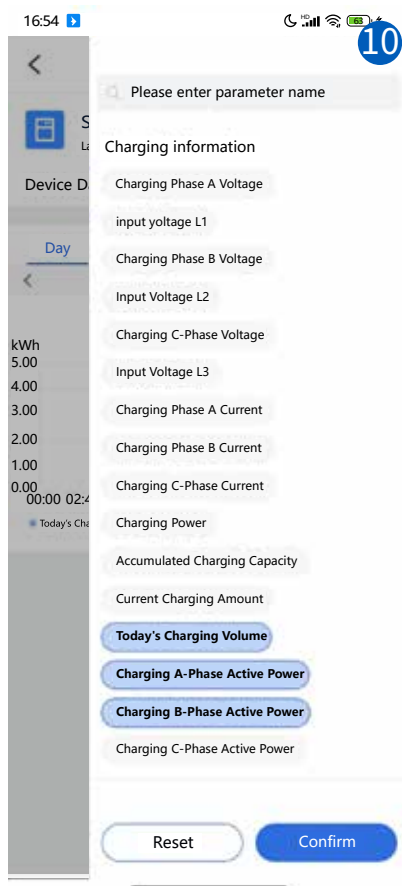 16:54
HD
63
10
Please enter parameter name
S
La
Charging information
Device D
Charging Phase A Voltage
input yoltage L1
Day
Charging Phase B Voltage
Input Voltage L2
Charging C-Phase Voltage
kWh
5.00
Input Voltage L3
4.00
3.00
Charging Phase A Current
2.00
Charging Phase B Current
1.00
0.00
Charging C-Phase Current
00:00 02:4
Today's Cha
Charging Power
Accumulated Charging Capacity
Current Charging Amount
Today's Charging Volume
Charging A-Phase Active Power
Charging B-Phase Active Power
Charging C-Phase Active Power
Reset
Confirm